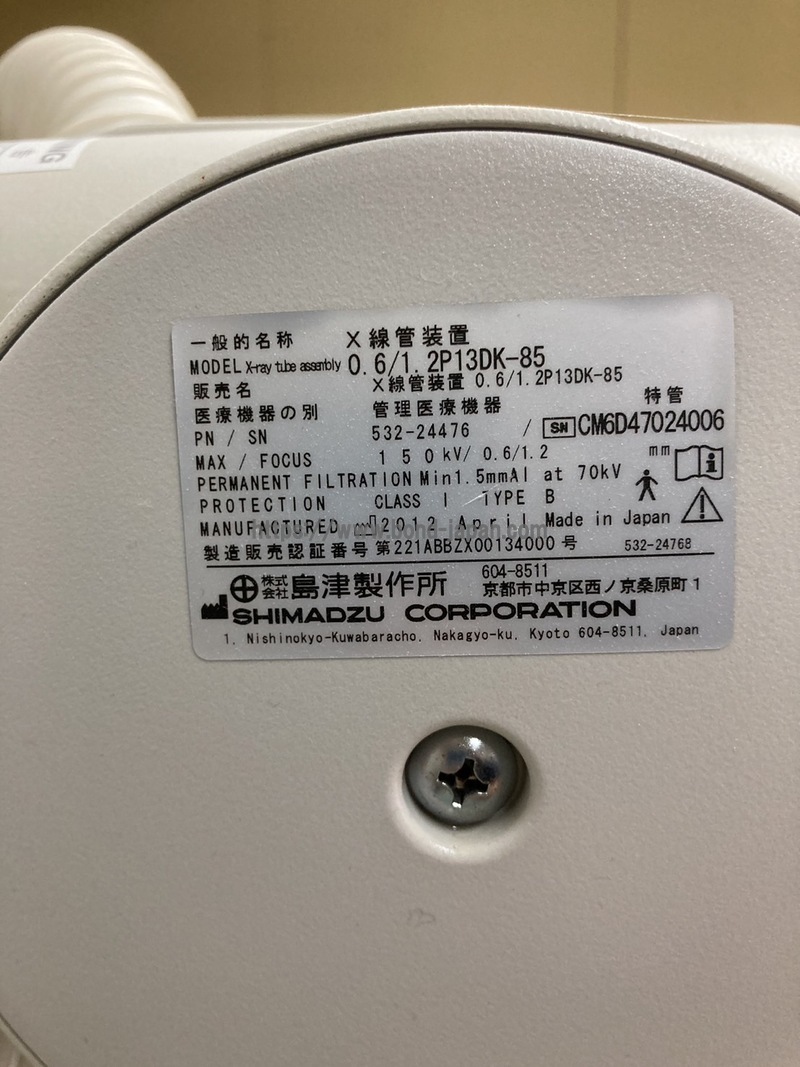 一般的名称 X線管装置
MODEL X-ray tube assembly 0.6/1.2P13DK-85
販売名 X線管装置 0.6/1.2P13DK-85
医療機器の別 管理医療機器 特管
PN / SN 532-24476 / SN CM6D47024006
MAX / FOCUS 150kV/ 0.6/1.2 mm
PERMANENT FILTRATION Min1.5mmAl at 70kV
PROTECTION CLASS I TYPE B
MANUFACTURED 2012 April Made in Japan
https://www.bond-japan.com
製造販売認証番号 第221ABBZX00134000号 532-24768
株式会社 島津製作所 604-8511
京都市中京区西ノ京桑原町1
SHIMADZU CORPORATION
1, Nishinokyo-Kuwabaracho, Nakagyo-ku, Kyoto 604-8511, Japan